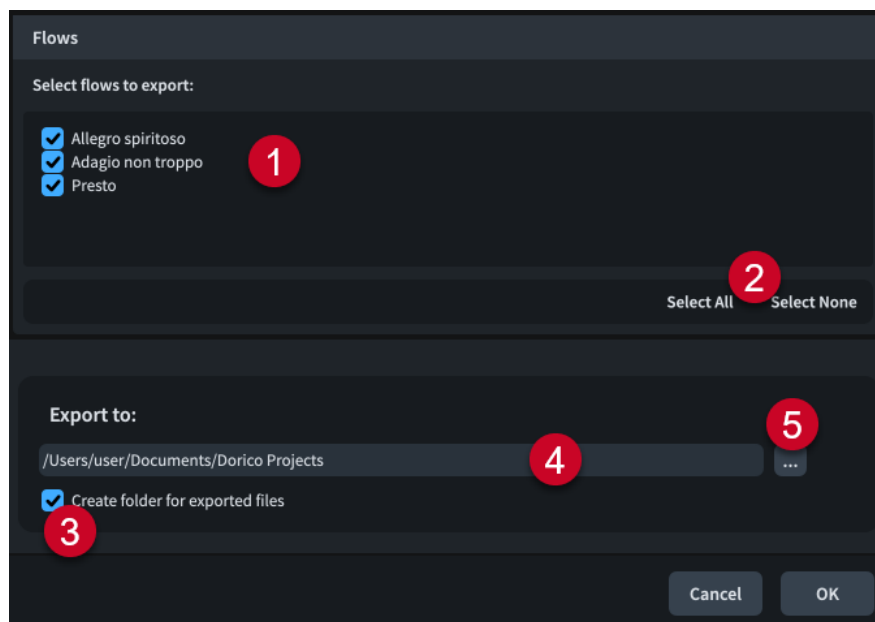 Flows
Select flows to export:
Allegro spiritoso
Adagio non troppo
1
Presto
2
Select All Select None
Export to:
5
/Users/user/Documents/Dorico Projects
4
...
Create folder for exported files
3
Cancel OK